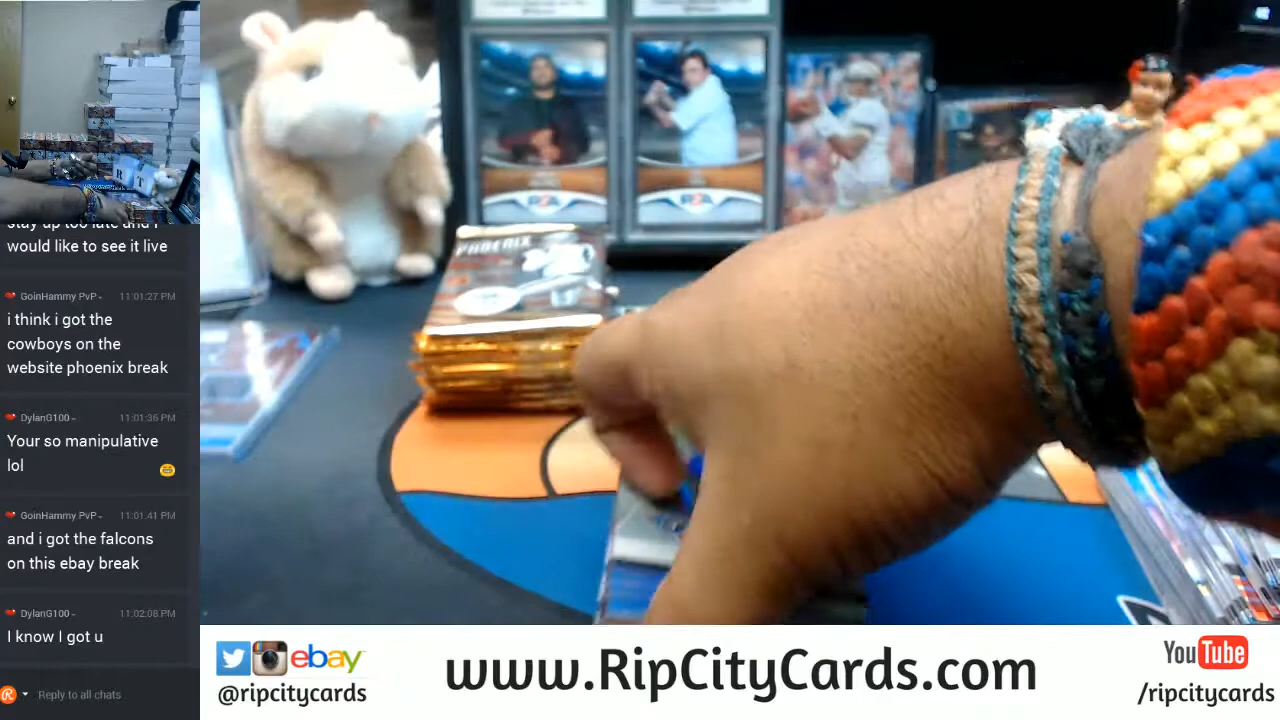 stay up too late and i
would like to see it live
GoinHammy PvP 11:01:27 PM
i think i got the
cowboys on the
website phoenix break
DylanG100 11:01:36 PM
Your so manipulative
lol
GoinHammy PvP 11:01:41 PM
and i got the falcons
on this ebay break
DylanG100 11:02:08 PM
I know I got u
Reply to all chats
PHOENIX
ebay
@ripcitycards
www.RipCityCards.com
YouTube
/ripcitycards